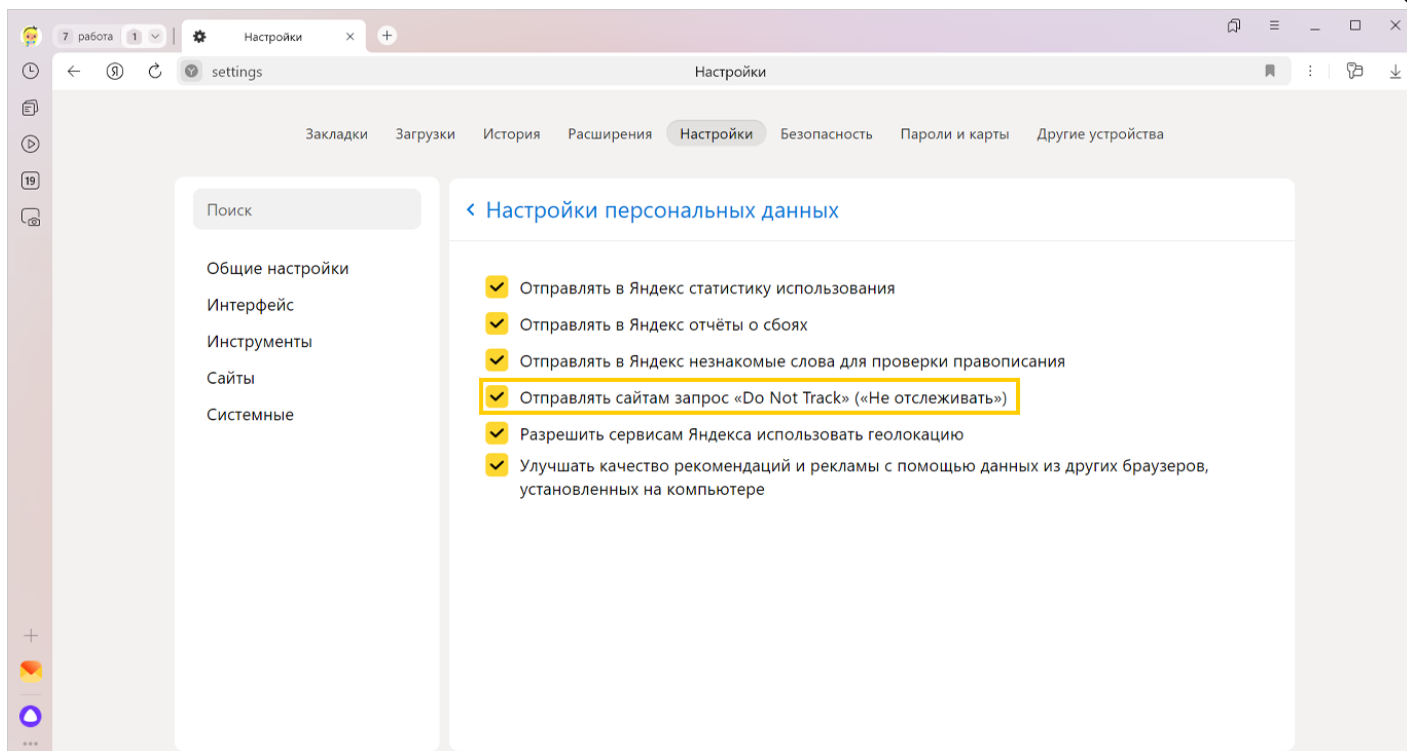 7 работа 1 Настройки
settings Настройки
Закладки Загрузки История Расширения Настройки Безопасность Пароли и карты Другие устройства
19
Поиск
Общие настройки
Интерфейс
Инструменты
Сайты
Системные
Настройки персональных данных
Отправлять в Яндекс статистику использования
Отправлять в Яндекс отчёты о сбоях
Отправлять в Яндекс незнакомые слова для проверки правописания
Отправлять сайтам запрос «Do Not Track» («Не отслеживать»)
Разрешить сервисам Яндекса использовать геолокацию
Улучшать качество рекомендаций и рекламы с помощью данных из других браузеров,
установленных на компьютере